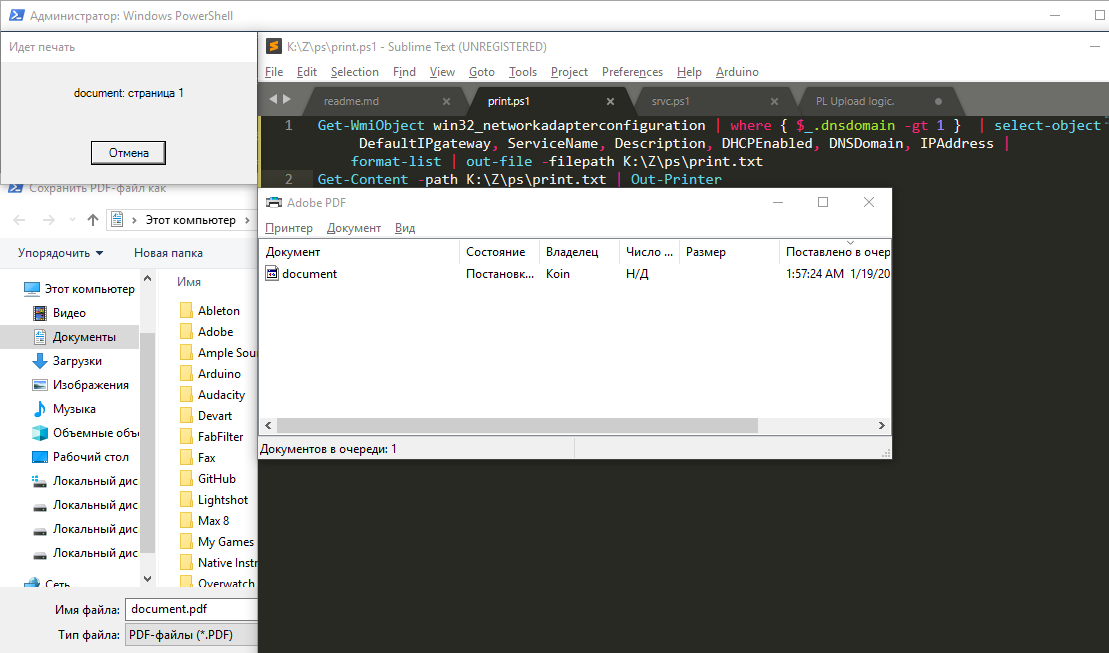 Администратор: Windows PowerShell
Идет печать
document: страница 1
Отмена
K:\Z\ps\print.ps1 - Sublime Text (UNREGISTERED)
File Edit Selection Find View Goto Tools Project Preferences Help Arduino
readme.md print.ps1 srvc.ps1 PL Upload logic.
1 Get-WmiObject win32_networkadapterconfiguration | where { $_.dnsdomain -gt 1 } | select-object
DefaultIPgateway, ServiceName, Description, DHCPEnabled, DNSDomain, IPAddress |
format-list | out-file -filepath K:\Z\ps\print.txt
2 Get-Content -path K:\Z\ps\print.txt | Out-Printer
Сохранить PDF-файл как
Этот компьютер
Упорядочить Новая папка
Этот компьютер
Видео
Документы
Загрузки
Изображения
Музыка
Объемные объ
Рабочий стол
Локальный дис
Локальный дис
Локальный дис
Локальный дис
Сеть
Имя
Ableton
Adobe
Ample Sou
Arduino
Audacity
Devart
FabFilter
Fax
GitHub
Lightshot
Max 8
My Games
Native Inst
Overwatch
Имя файла: document.pdf
Тип файла: PDF-файлы (*.PDF)
Adobe PDF
Принтер Документ Вид
Документ Состояние Владелец Число ... Размер Поставлено в очер
document Постановк... Koin Н/Д 1:57:24 AM 1/19/20
Документов в очереди: 1